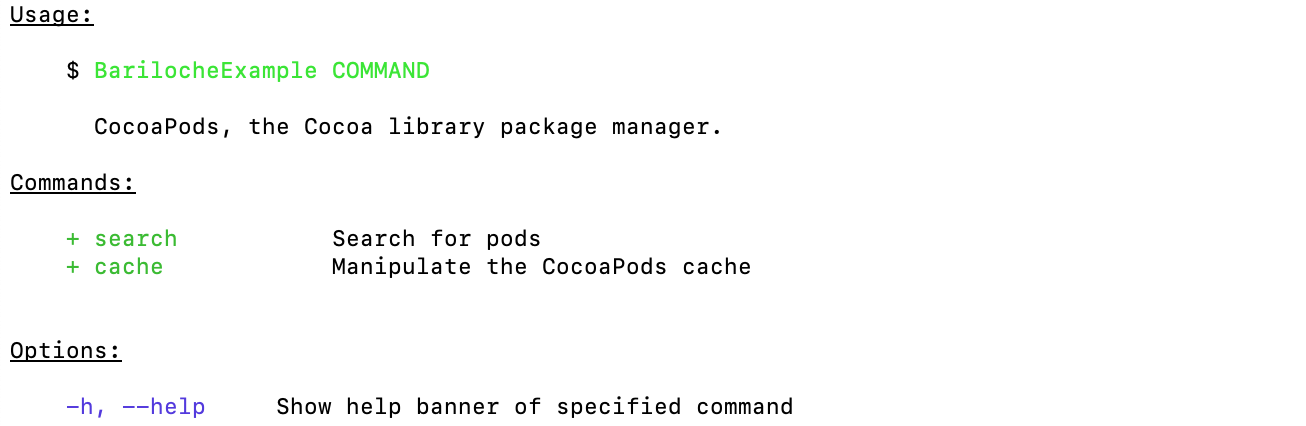 Usage:
$ BarilocheExample COMMAND
CocoaPods, the Cocoa library package manager.
Commands:
+ search Search for pods
+ cache Manipulate the CocoaPods cache
Options:
-h, --help Show help banner of specified command